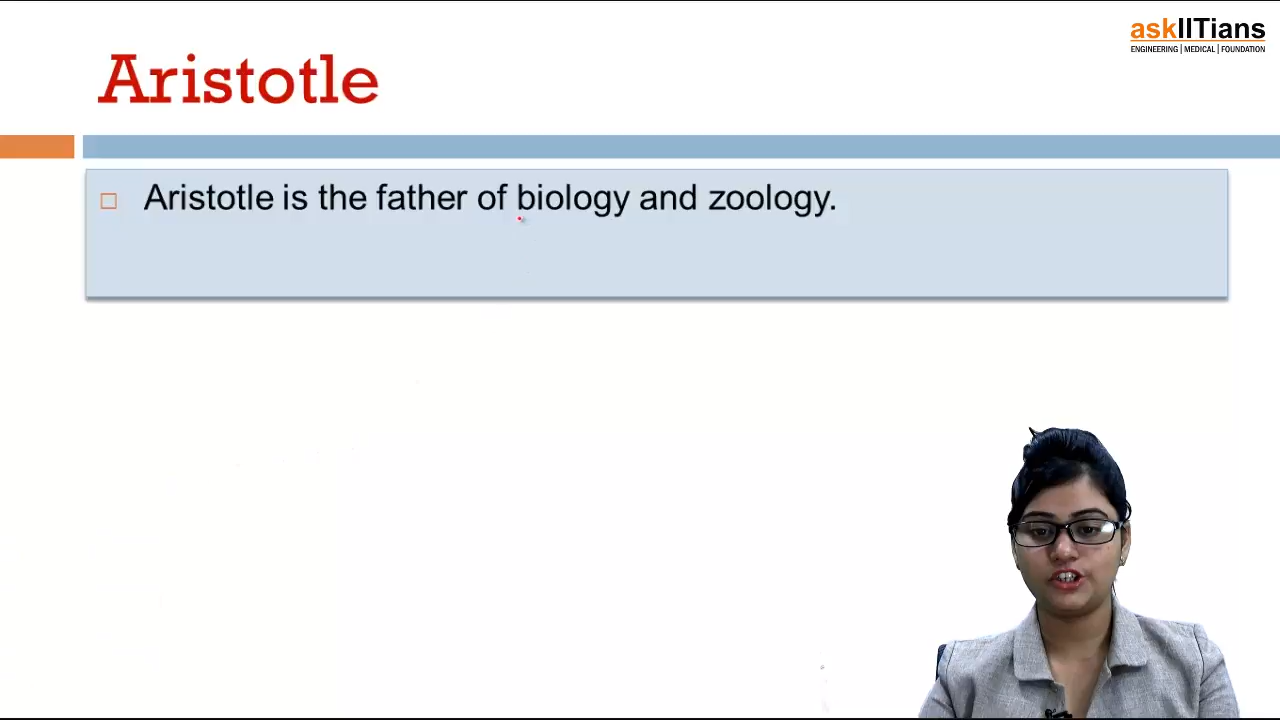 askIITians
ENGINEERING | MEDICAL | FOUNDATION
Aristotle
Aristotle is the father of biology and zoology.